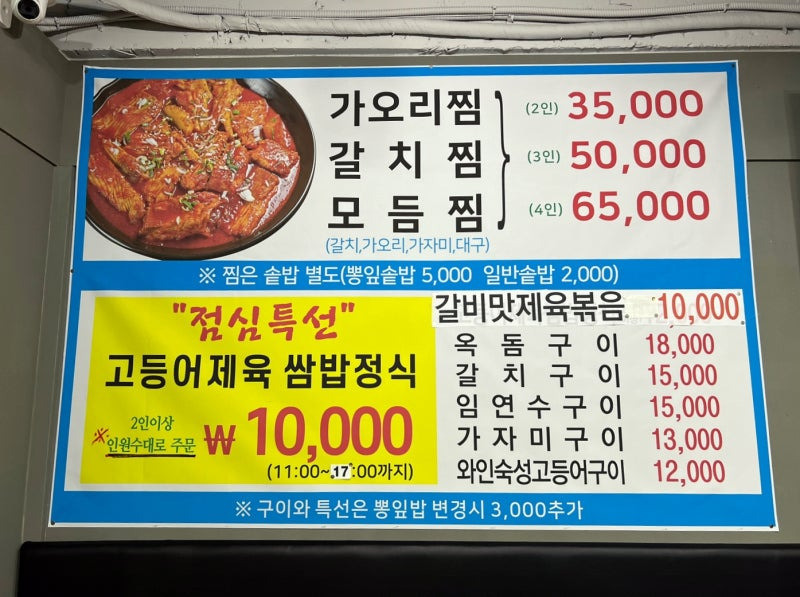 가오리찜 (2인) 35,000
갈치찜 (3인) 50,000
모듬찜 (4인) 65,000
(갈치,가오리,가자미,대구)
※ 찜은 솥밥 별도(뽕잎솥밥 5,000 일반솥밥 2,000)
"점심특선"
고등어제육 쌈밥정식
2인이상
※인원수대로 주문
₩10,000
(11:00~17:00까지)
갈비맛제육볶음 10,000
옥돔구이 18,000
갈치구이 15,000
임연수구이 15,000
가자미구이 13,000
와인숙성고등어구이 12,000
※ 구이와 특선은 뽕잎밥 변경시 3,000추가